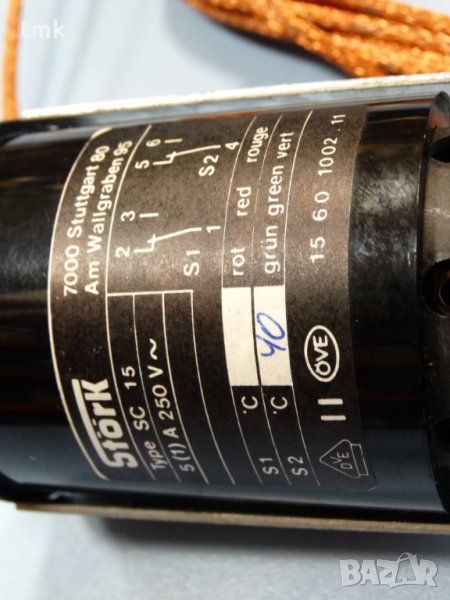 tmk
störk
7000 Stuttgart 80
Am Wallgraben 95
Type SC 15
5 (1) A 250 V ~
2 3 5 6
S1 1 S2 4
S1 °C rot red rouge
S2 40 °C grün green vert
ÖVE 15 60 1002.11
DVE
BAZAR